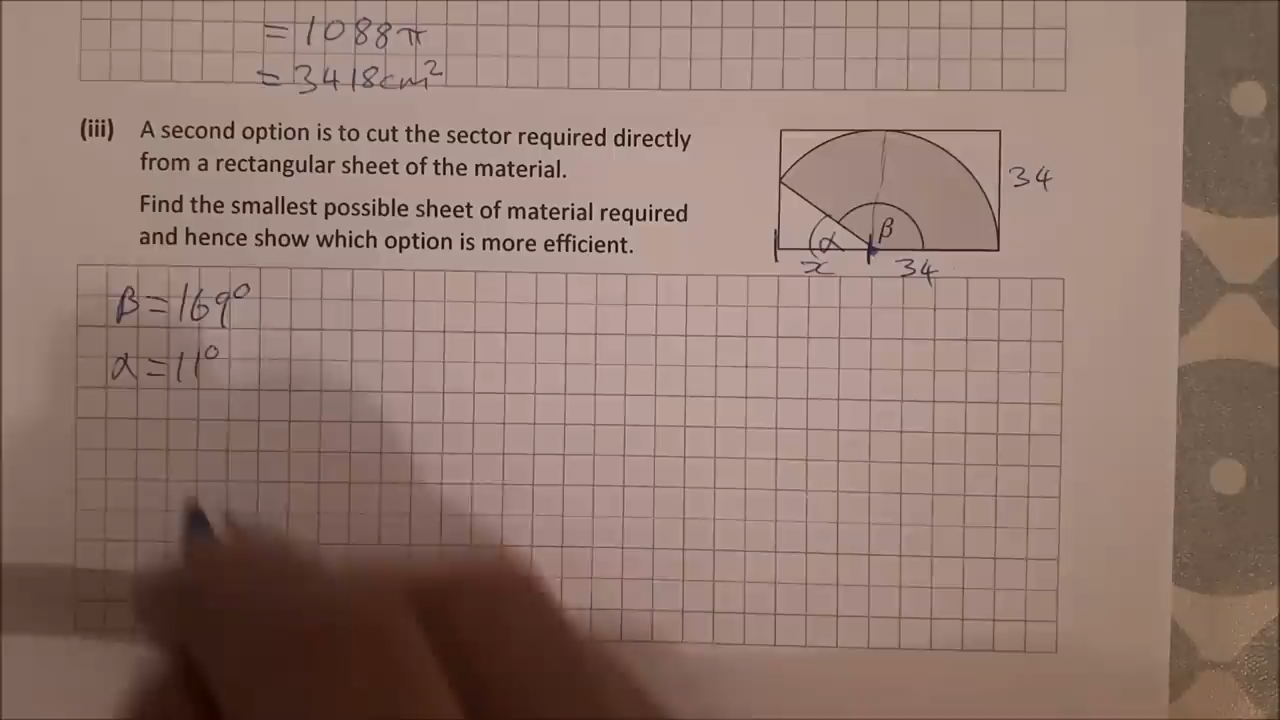 = 1088π
= 3418cm²
(iii) A second option is to cut the sector required directly
from a rectangular sheet of the material.
Find the smallest possible sheet of material required
and hence show which option is more efficient.
34
α β
x 34
β = 169°
α = 11°